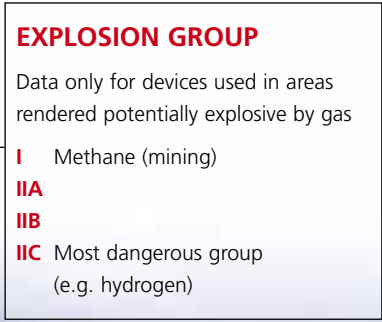 EXPLOSION GROUP
Data only for devices used in areas
rendered potentially explosive by gas
I Methane (mining)
IIA
IIB
IIC Most dangerous group
(e.g. hydrogen)